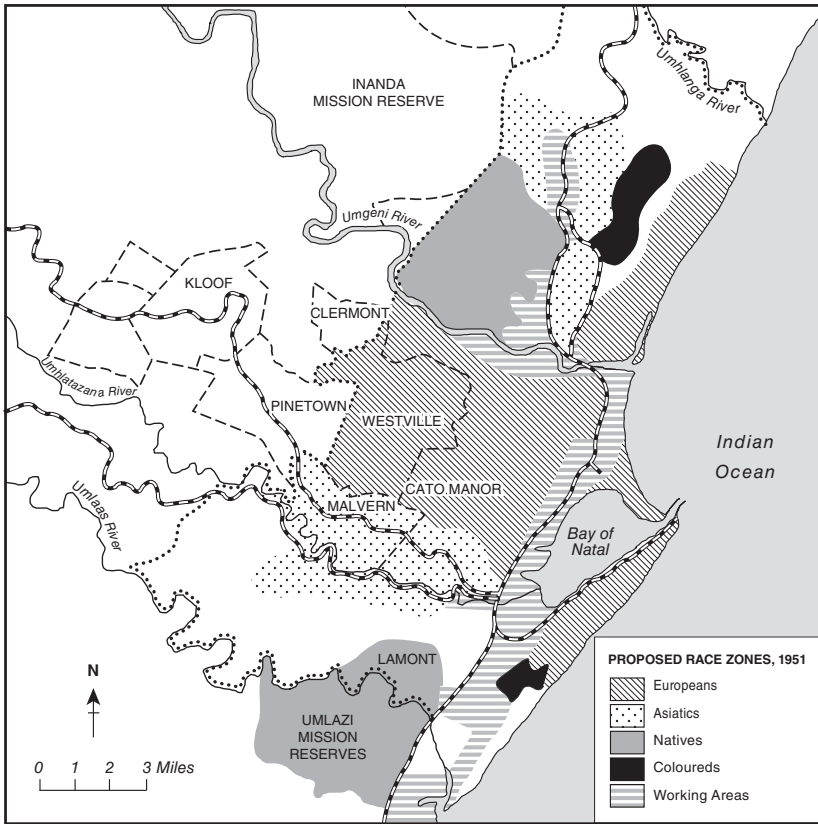 INANDA
MISSION RESERVE
Umhlanga River
Umgeni River
KLOOF
CLERMONT
Umhlatazana River
PINETOWN
WESTVILLE
Indian
Ocean
CATO MANOR
MALVERN
Umlaas River
Bay of
Natal
LAMONT
UMLAZI
MISSION
RESERVES
N
0 1 2 3 Miles
PROPOSED RACE ZONES, 1951
Europeans
Asiatics
Natives
Coloureds
Working Areas